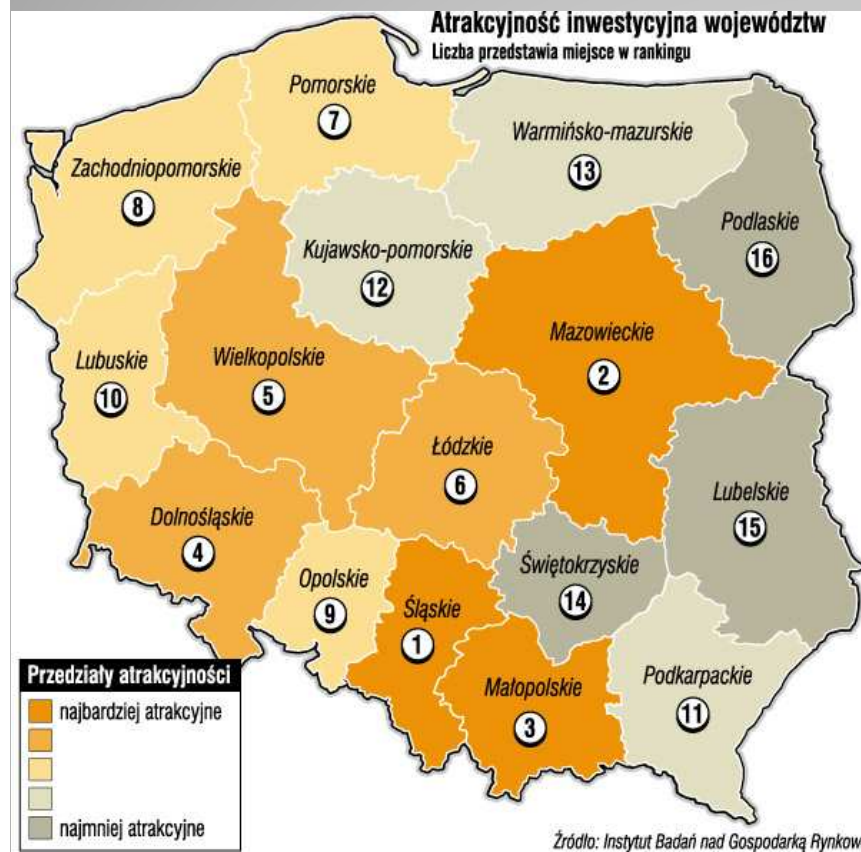 Atrakcyjność inwestycyjna województw
Liczba przedstawia miejsce w rankingu
Pomorskie
7
Warmińsko-mazurskie
13
Zachodniopomorskie
8
Podlaskie
16
Kujawsko-pomorskie
12
Mazowieckie
2
Lubuskie
10
Wielkopolskie
5
Łódzkie
6
Lubelskie
15
Dolnośląskie
4
Świętokrzyskie
14
Opolskie
9
Śląskie
1
Małopolskie
3
Podkarpackie
11
Przedziały atrakcyjności
najbardziej atrakcyjne
najmniej atrakcyjne
Źródło: Instytut Badań nad Gospodarką Rynkow